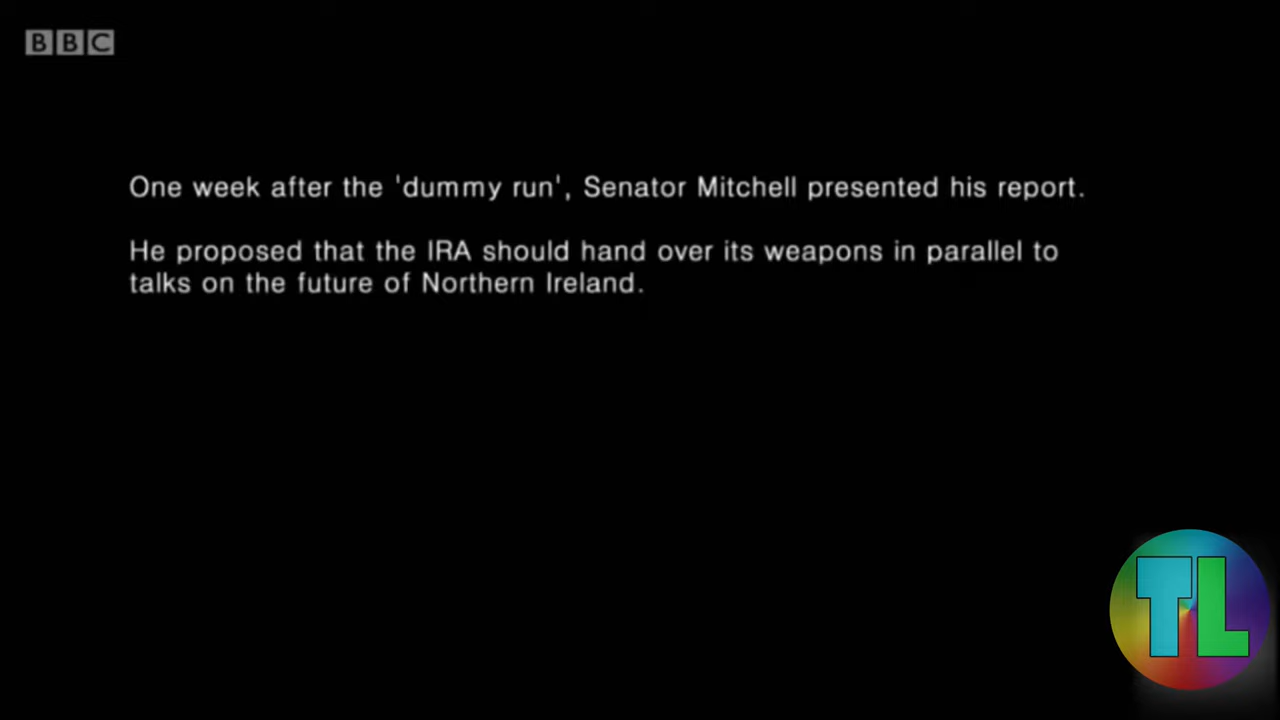 BBC
One week after the 'dummy run', Senator Mitchell presented his report.
He proposed that the IRA should hand over its weapons in parallel to
talks on the future of Northern Ireland.
TL